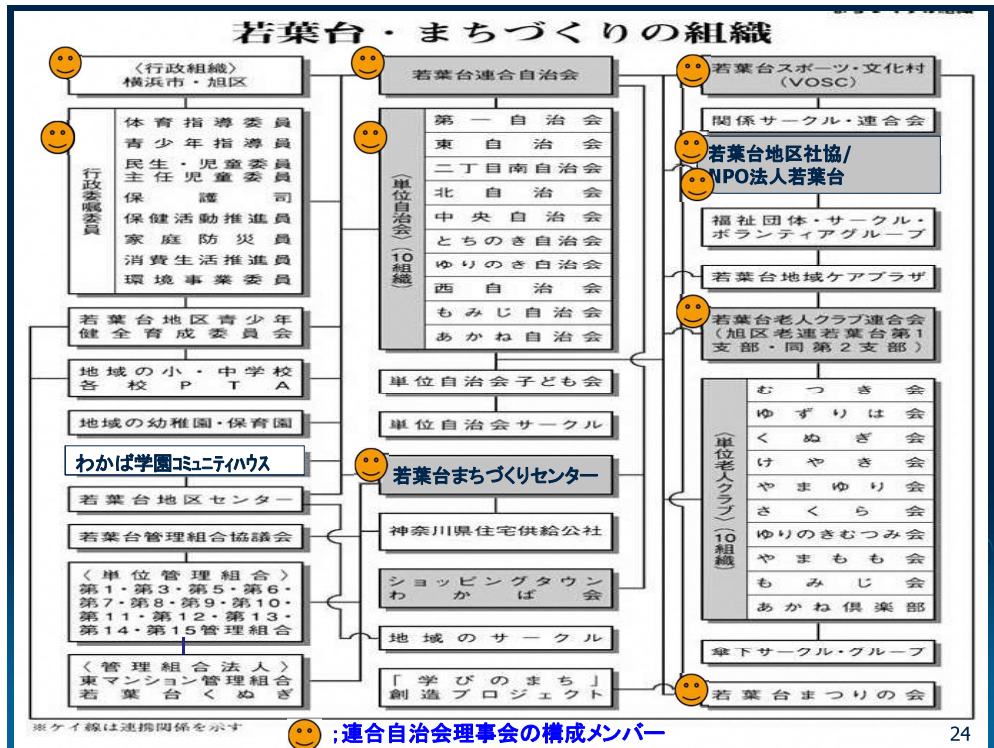 若葉台・まちづくりの組織
〈行政組織〉
横浜市・旭区
行政委嘱委員
体育指導委員
青少年指導員
民生・児童委員
主任児童委員
保護司
保健活動推進員
家庭防災員
消費生活推進員
環境事業委員
若葉台地区青少年
健全育成委員会
地域の小・中学校
各校PTA
地域の幼稚園・保育園
わかば学園コミュニティハウス
若葉台地区センター
若葉台管理組合協議会
〈単位管理組合〉
第1・第3・第5・第6・
第7・第8・第9・第10・
第11・第12・第13・
第14・第15管理組合
〈管理組合法人〉
東マンション管理組合
若葉台くぬぎ
若葉台連合自治会
〈単位自治会〉(10組織)
第一自治会
東自治会
二丁目南自治会
北自治会
中央自治会
とちのき自治会
ゆりのき自治会
西自治会
もみじ自治会
あかね自治会
単位自治会子ども会
単位自治会サークル
若葉台まちづくりセンター
神奈川県住宅供給公社
ショッピングタウン
わかば会
地域のサークル
「学びのまち」
創造プロジェクト
若葉台スポーツ・文化村
(VOSC)
関係サークル・連合会
若葉台地区社協/
NPO法人若葉台
福祉団体・サークル・
ボランティアグループ
若葉台地域ケアプラザ
若葉台老人クラブ連合会
(旭区老連若葉台第1
支部・同第2支部)
〈単位老人クラブ〉(10組織)
むつき会
ゆずりは会
くぬぎ会
けやき会
やまゆり会
さくら会
ゆりのきむつみ会
やまもも会
もみじ会
あかね倶楽部
傘下サークル・グループ
若葉台まつりの会
※ケイ線は連携関係を示す
;連合自治会理事会の構成メンバー
24